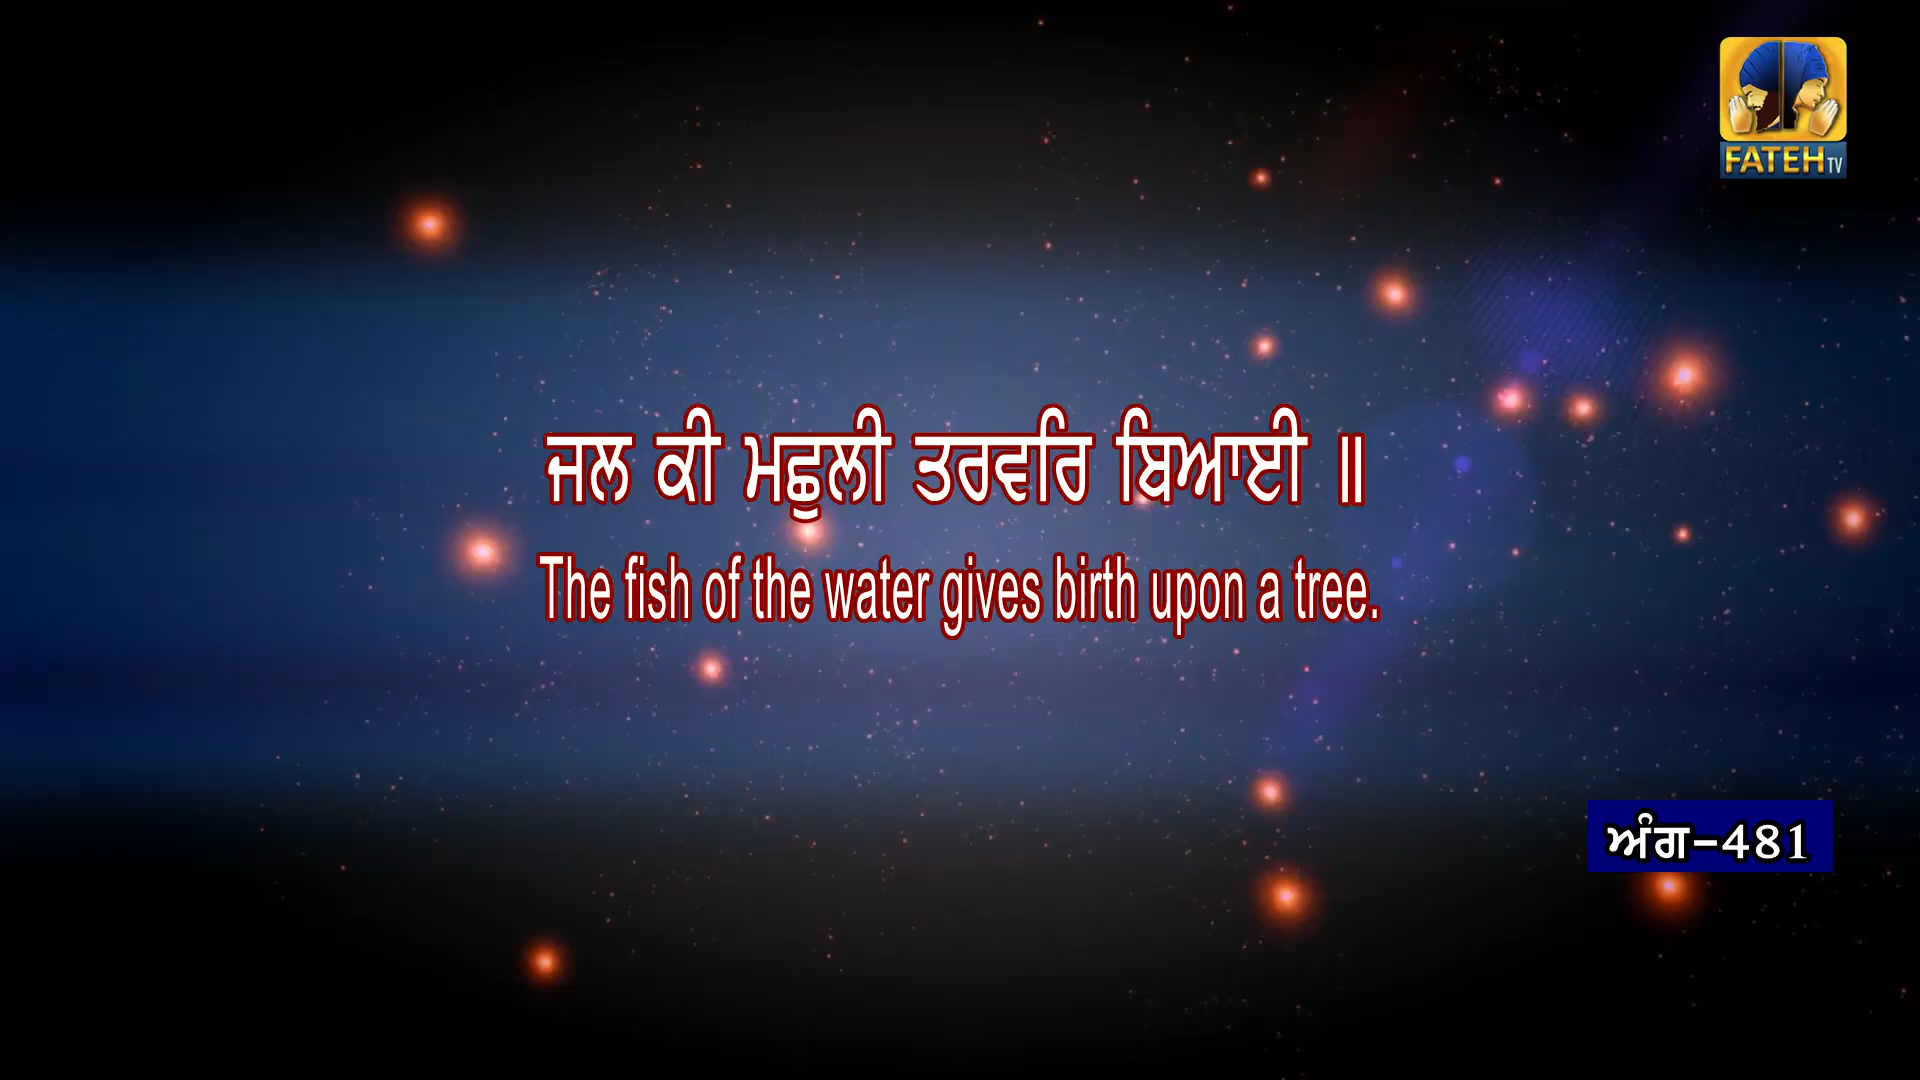 FATEH TV
ਜਲ ਕੀ ਮਛੁਲੀ ਤਰਵਰਿ ਬਿਆਈ ॥
The fish of the water gives birth upon a tree.
ਅੰਗ-481